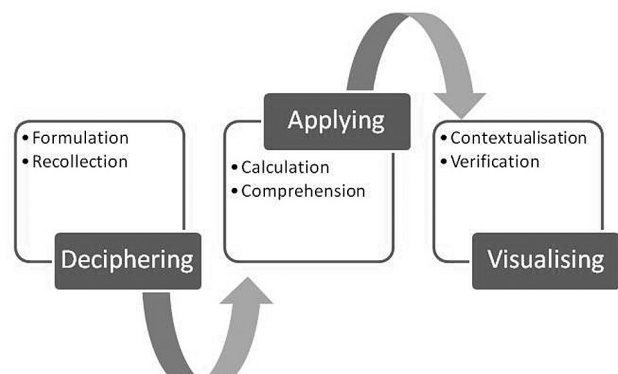 • Formulation
• Recollection
Deciphering
Applying
• Calculation
• Comprehension
• Contextualisation
• Verification
Visualising